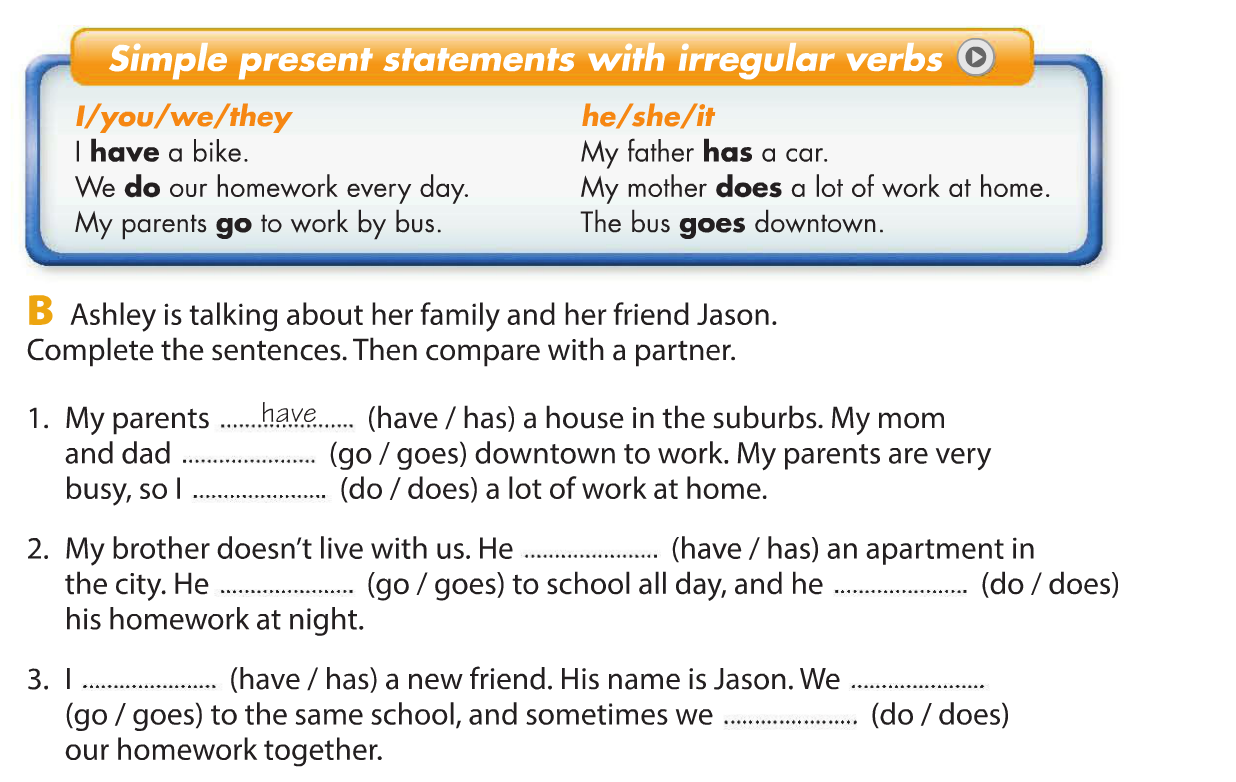 Simple present statements with irregular verbs
I/you/we/they
I have a bike.
We do our homework every day.
My parents go to work by bus.
he/she/it
My father has a car.
My mother does a lot of work at home.
The bus goes downtown.
B Ashley is talking about her family and her friend Jason.
Complete the sentences. Then compare with a partner.
1. My parents ......have...... (have / has) a house in the suburbs. My mom
and dad ...................... (go / goes) downtown to work. My parents are very
busy, so I ...................... (do / does) a lot of work at home.
2. My brother doesn't live with us. He ...................... (have / has) an apartment in
the city. He ...................... (go / goes) to school all day, and he ...................... (do / does)
his homework at night.
3. I ...................... (have / has) a new friend. His name is Jason. We ......................
(go / goes) to the same school, and sometimes we ...................... (do / does)
our homework together.